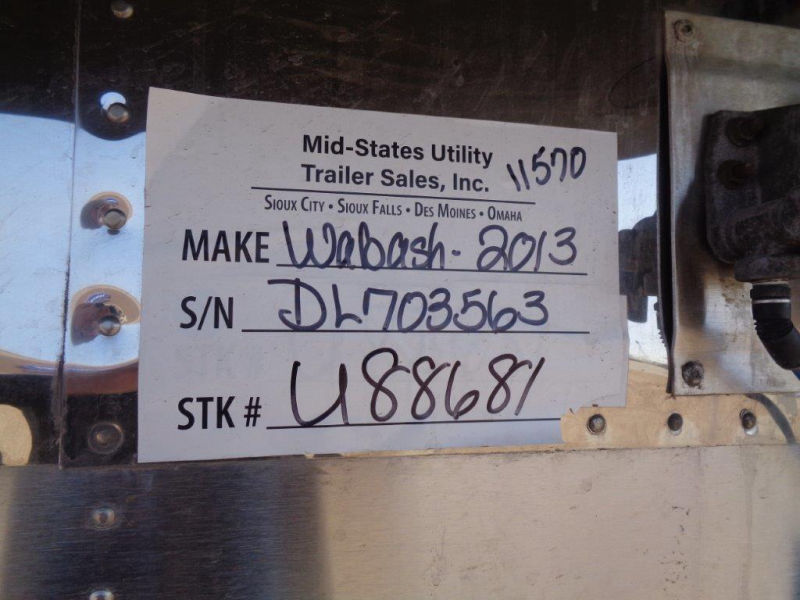 Mid-States Utility
Trailer Sales, Inc. 11570
Sioux City • Sioux Falls • Des Moines • Omaha
MAKE Wabash - 2013
S/N DL703563
STK # U88681